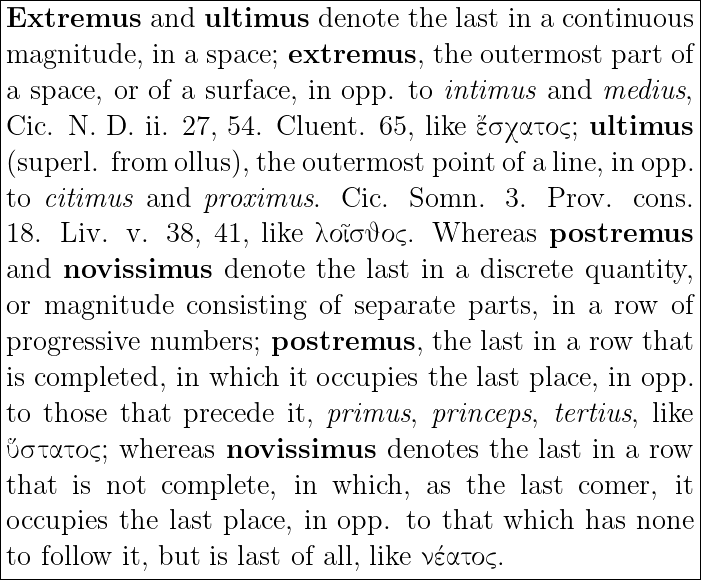 Extremus and ultimus denote the last in a continuous
magnitude, in a space; extremus, the outermost part of
a space, or of a surface, in opp. to intimus and medius,
Cic. N. D. ii. 27, 54. Cluent. 65, like ἔσχατος; ultimus
(superl. from ollus), the outermost point of a line, in opp.
to citimus and proximus. Cic. Somn. 3. Prov. cons.
18. Liv. v. 38, 41, like λοῖσθος. Whereas postremus
and novissimus denote the last in a discrete quantity,
or magnitude consisting of separate parts, in a row of
progressive numbers; postremus, the last in a row that
is completed, in which it occupies the last place, in opp.
to those that precede it, primus, princeps, tertius, like
ὕστατος; whereas novissimus denotes the last in a row
that is not complete, in which, as the last comer, it
occupies the last place, in opp. to that which has none
to follow it, but is last of all, like νέατος.